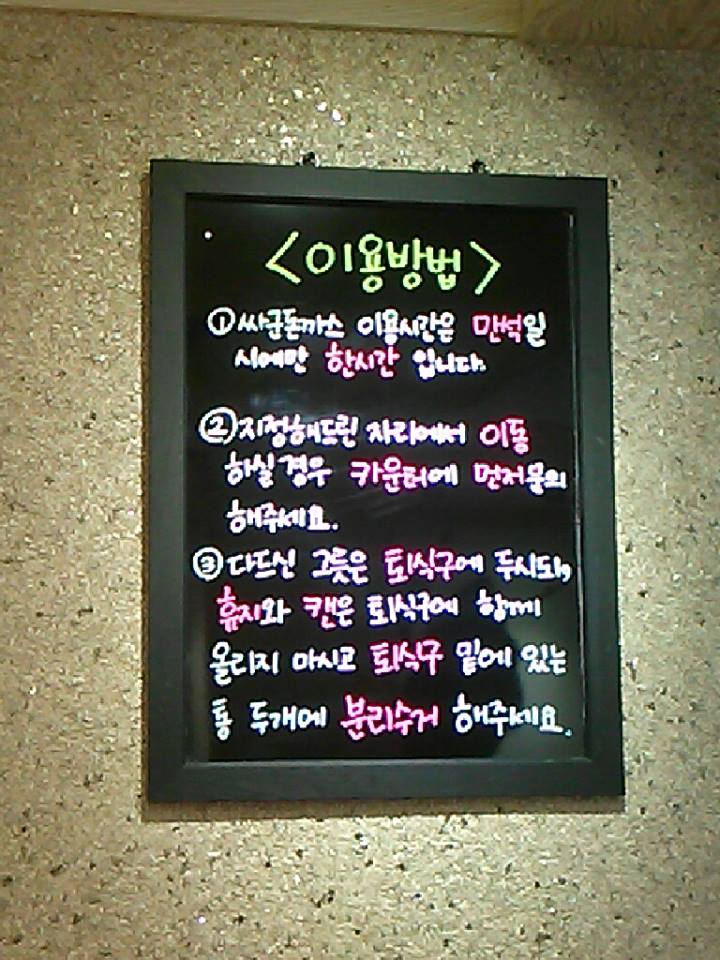 <이용방법>
① 싸군돈까스 이용시간은 만석일
시에만 한시간 입니다.
② 지정해드린 자리에서 이동
하실 경우 카운터에 먼저 문의
해주세요.
③ 다드신 그릇은 퇴식구에 두시되,
휴지와 캔은 퇴식구에 함께
올리지 마시고 퇴식구 밑에 있는
통 두개에 분리수거 해주세요.